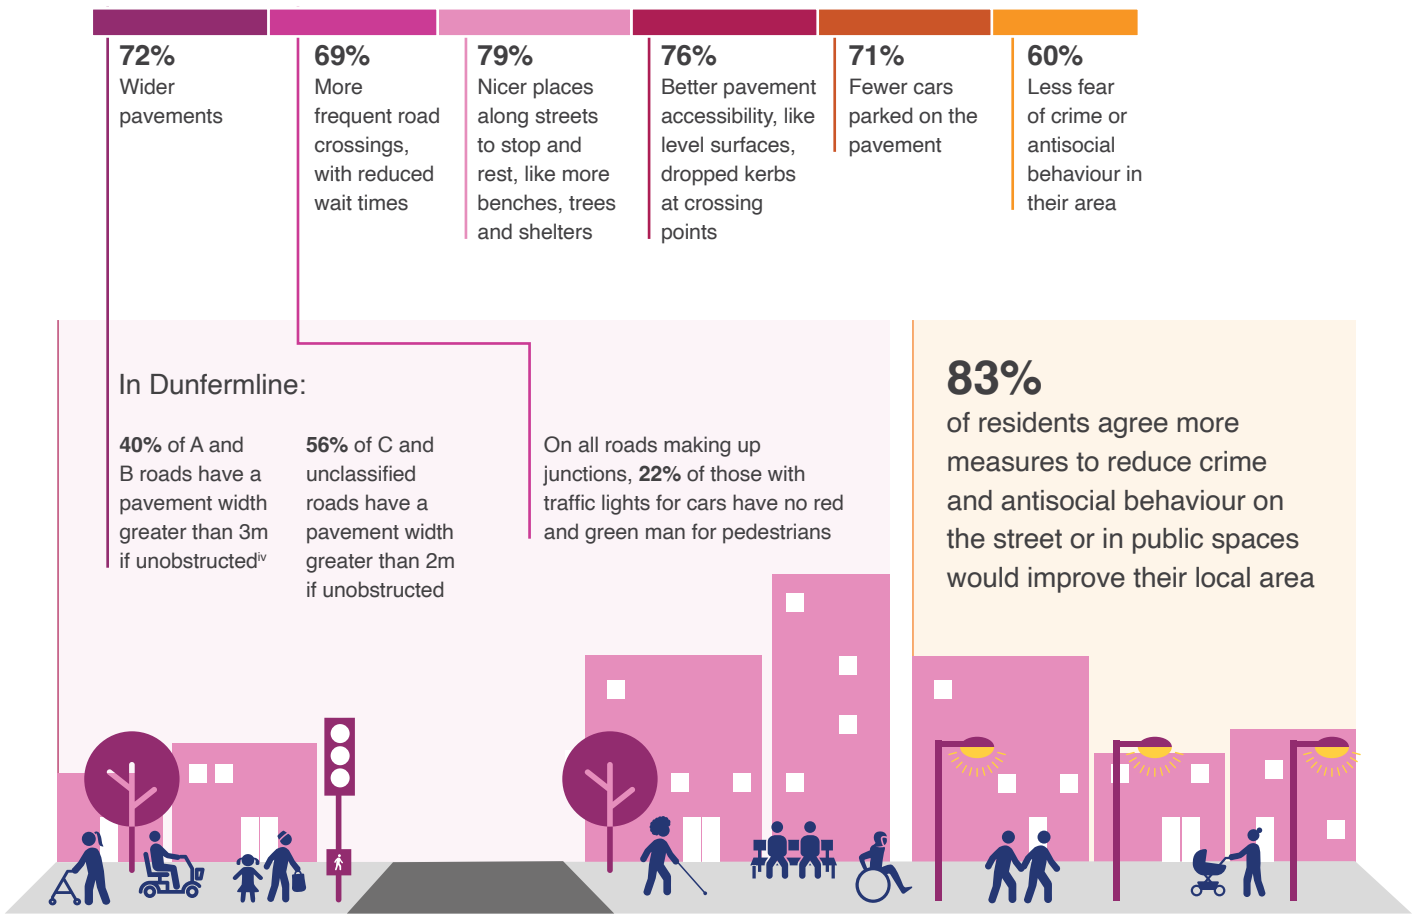 72%
Wider
pavements
69%
More
frequent road
crossings,
with reduced
wait times
79%
Nicer places
along streets
to stop and
rest, like more
benches, trees
and shelters
76%
Better pavement
accessibility, like
level surfaces,
dropped kerbs
at crossing
points
71%
Fewer cars
parked on the
pavement
60%
Less fear
of crime or
antisocial
behaviour in
their area
In Dunfermline:
40% of A and
B roads have a
pavement width
greater than 3m
if unobstructediv
56% of C and
unclassified
roads have a
pavement width
greater than 2m
if unobstructed
On all roads making up
junctions, 22% of those with
traffic lights for cars have no red
and green man for pedestrians
83%
of residents agree more
measures to reduce crime
and antisocial behaviour on
the street or in public spaces
would improve their local area